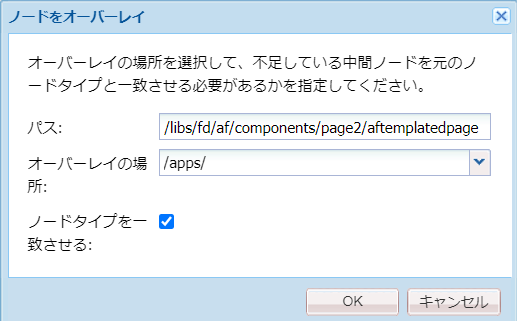 ノードをオーバーレイ
オーバーレイの場所を選択して、不足している中間ノードを元のノ
ードタイプと一致させる必要があるかを指定してください。
パス:
/libs/fd/af/components/page2/aftemplatedpage
オーバーレイの場
所:
/apps/
ノードタイプを一
致させる:
OK
キャンセル